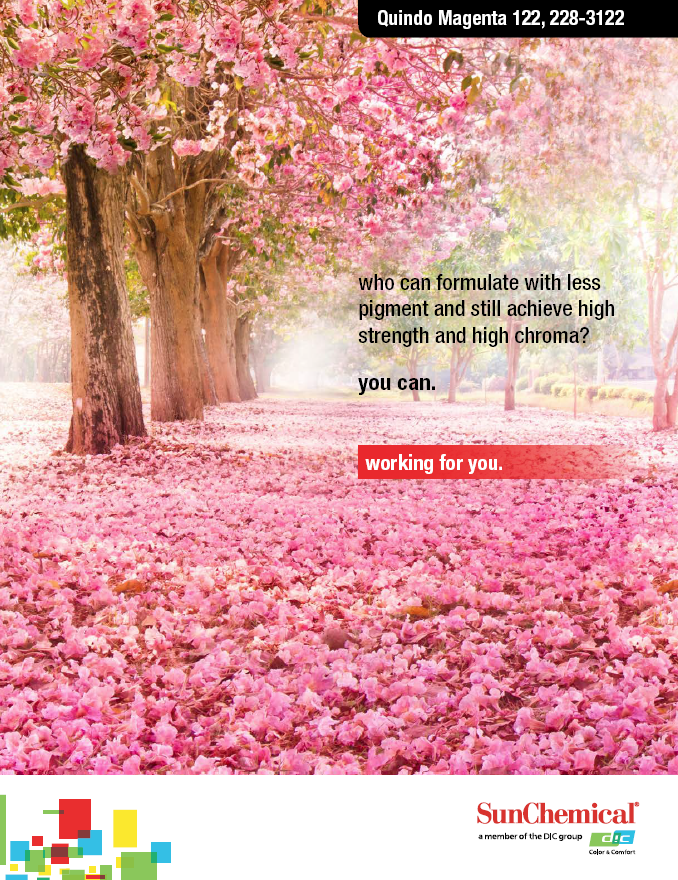 Quindo Magenta 122, 228-3122
who can formulate with less
pigment and still achieve high
strength and high chroma?
you can.
working for you.
SunChemical®
a member of the DIC group
dic
Color & Comfort